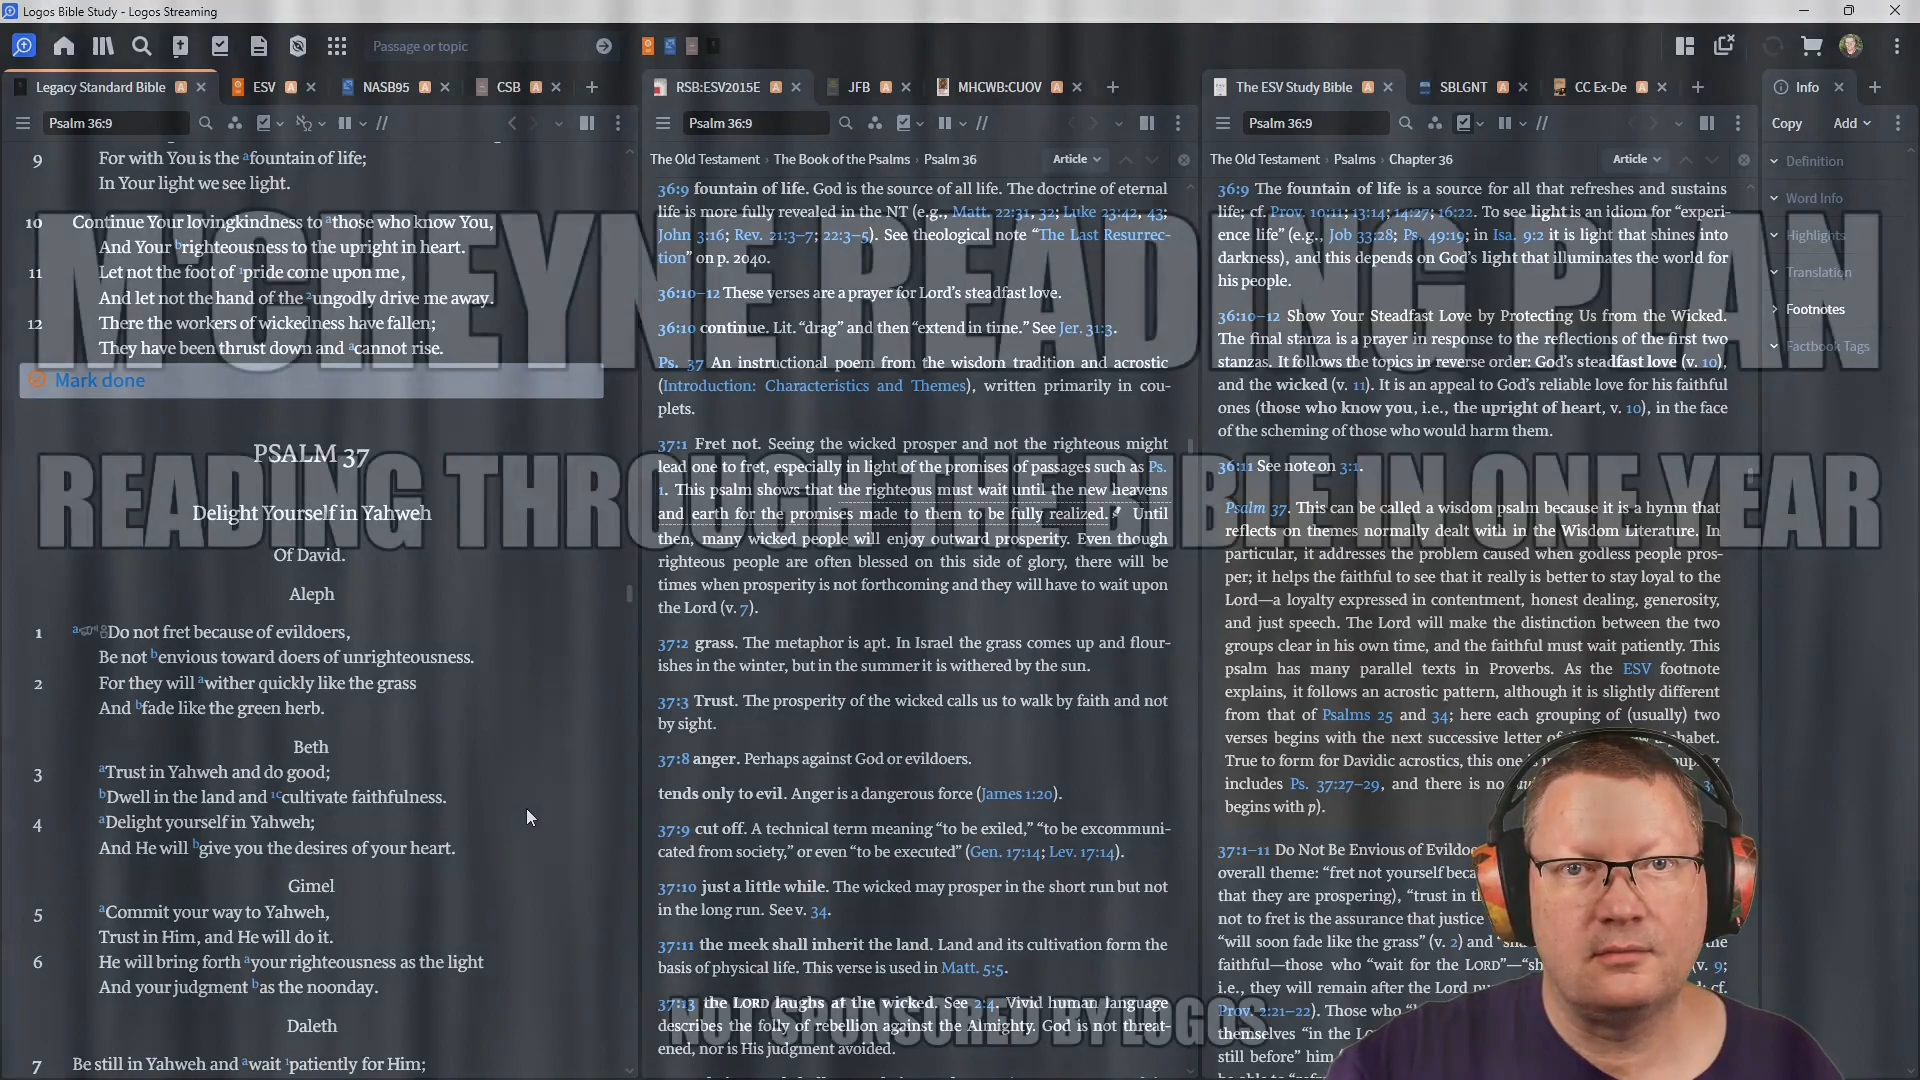 Logos Bible Study - Logos Streaming
Passage or topic
Legacy Standard Bible A
ESV A
NASB95 A
CSB A
RSB:ESV2015E A
JFB A
MHCWB:CUOV A
The ESV Study Bible A
SBLGNT A
CC Ex-De A
Info
Psalm 36:9
Psalm 36:9
Psalm 36:9
Copy Add
9 For with You is the a fountain of life;
In Your light we see light.
10 Continue Your lovingkindness to a those who know You,
And Your b righteousness to the upright in heart.
11 Let not the foot of 1 pride come upon me,
And let not the hand of the 2 ungodly drive me away.
12 There the workers of wickedness have fallen;
They have been thrust down and a cannot rise.
Mark done
PSALM 37
Delight Yourself in Yahweh
Of David.
Aleph
1 a Do not fret because of evildoers,
Be not b envious toward doers of unrighteousness.
2 For they will a wither quickly like the grass
And b fade like the green herb.
Beth
3 a Trust in Yahweh and do good;
b Dwell in the land and 1c cultivate faithfulness.
4 a Delight yourself in Yahweh;
And He will b give you the desires of your heart.
Gimel
5 a Commit your way to Yahweh,
Trust in Him, and He will do it.
6 He will bring forth a your righteousness as the light
And your judgment b as the noonday.
Daleth
7 Be still in Yahweh and a wait 1 patiently for Him;
The Old Testament › The Book of the Psalms › Psalm 36 Article
36:9 fountain of life. God is the source of all life. The doctrine of eternal
life is more fully revealed in the NT (e.g., Matt. 22:31, 32; Luke 23:42, 43;
John 3:16; Rev. 21:3–7; 22:3–5). See theological note “The Last Resurrec-
tion” on p. 2040.
36:10–12 These verses are a prayer for Lord’s steadfast love.
36:10 continue. Lit. “drag” and then “extend in time.” See Jer. 31:3.
Ps. 37 An instructional poem from the wisdom tradition and acrostic
(Introduction: Characteristics and Themes), written primarily in cou-
plets.
37:1 Fret not. Seeing the wicked prosper and not the righteous might
lead one to fret, especially in light of the promises of passages such as Ps.
1. This psalm shows that the righteous must wait until the new heavens
and earth for the promises made to them to be fully realized. Until
then, many wicked people will enjoy outward prosperity. Even though
righteous people are often blessed on this side of glory, there will be
times when prosperity is not forthcoming and they will have to wait upon
the Lord (v. 7).
37:2 grass. The metaphor is apt. In Israel the grass comes up and flour-
ishes in the winter, but in the summer it is withered by the sun.
37:3 Trust. The prosperity of the wicked calls us to walk by faith and not
by sight.
37:8 anger. Perhaps against God or evildoers.
tends only to evil. Anger is a dangerous force (James 1:20).
37:9 cut off. A technical term meaning “to be exiled,” “to be excommuni-
cated from society,” or even “to be executed” (Gen. 17:14; Lev. 17:14).
37:10 just a little while. The wicked may prosper in the short run but not
in the long run. See v. 34.
37:11 the meek shall inherit the land. Land and its cultivation form the
basis of physical life. This verse is used in Matt. 5:5.
37:13 the LORD laughs at the wicked. See 2:4. Vivid human language
describes the folly of rebellion against the Almighty. God is not threat-
ened, nor is His judgment avoided.
The Old Testament › Psalms › Chapter 36 Article
36:9 The fountain of life is a source for all that refreshes and sustains
life; cf. Prov. 10:11; 13:14; 14:27; 16:22. To see light is an idiom for “experi-
ence life” (e.g., Job 33:28; Ps. 49:19; in Isa. 9:2 it is light that shines into
darkness), and this depends on God’s light that illuminates the world for
his people.
36:10–12 Show Your Steadfast Love by Protecting Us from the Wicked.
The final stanza is a prayer in response to the reflections of the first two
stanzas. It follows the topics in reverse order: God’s steadfast love (v. 10),
and the wicked (v. 11). It is an appeal to God’s reliable love for his faithful
ones (those who know you, i.e., the upright of heart, v. 10), in the face
of the scheming of those who would harm them.
36:11 See note on 3:1.
Psalm 37. This can be called a wisdom psalm because it is a hymn that
reflects on themes normally dealt with in the Wisdom Literature. In
particular, it addresses the problem caused when godless people pros-
per; it helps the faithful to see that it really is better to stay loyal to the
Lord—a loyalty expressed in contentment, honest dealing, generosity,
and just speech. The Lord will make the distinction between the two
groups clear in his own time, and the faithful must wait patiently. This
psalm has many parallel texts in Proverbs. As the ESV footnote
explains, it follows an acrostic pattern, although it is slightly different
from that of Psalms 25 and 34; here each grouping of (usually) two
verses begins with the next successive letter of
True to form for Davidic acrostics, this one
includes Ps. 37:27–29, and there is no
begins with p).
37:1–11 Do Not Be Envious of
overall theme: “fret not yourself
that they are prospering), “trust in
not to fret is the assurance that justice
“will soon fade like the grass” (v. 2) and
faithful—those who “wait for the LORD” (v. 9;
i.e., they will remain after the Lord cf.
Prov. 2:21–22). Those who
themselves “in the
still before” him
Definition
Word Info
Highlights
Translation
Footnotes
Factbook Tags
M'CHEYNE READING PLAN
READING THROUGH THE BIBLE IN ONE YEAR
NOT SPONSORED BY LOGOS